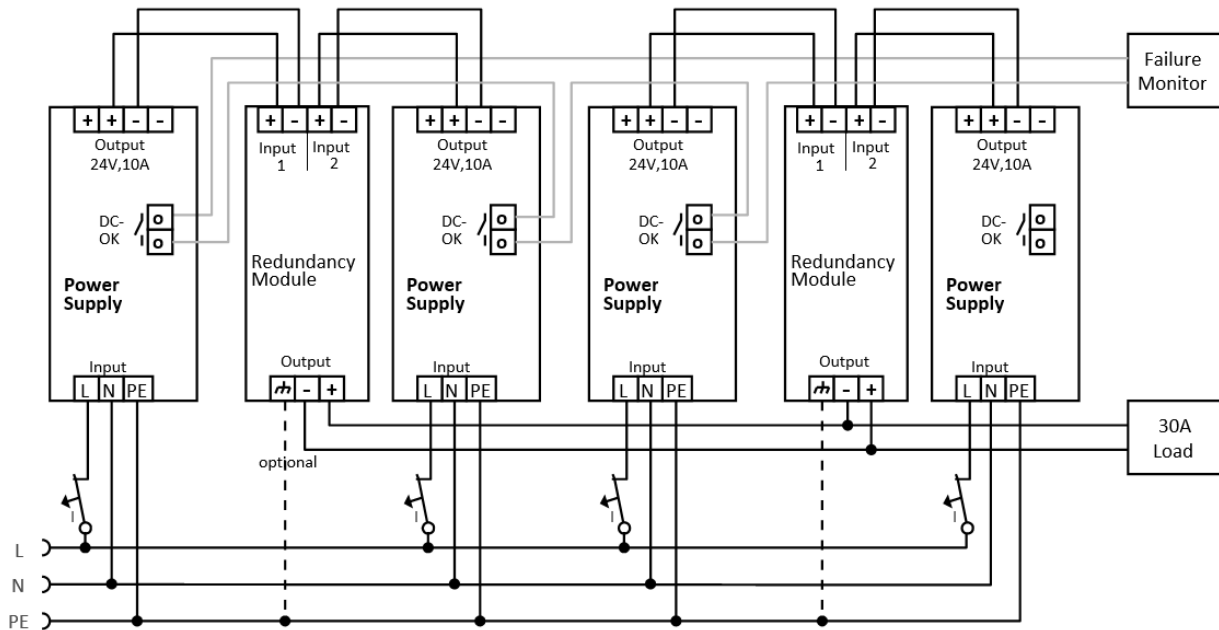 Failure
Monitor
+ + - -
Output
24V,10A
DC-
OK
o
o
Power
Supply
Input
L N PE
+ - + -
Input
1
Input
2
Redundancy
Module
Output
- +
optional
+ + - -
Output
24V,10A
DC-
OK
o
o
Power
Supply
Input
L N PE
+ + - -
Output
24V,10A
DC-
OK
o
o
Power
Supply
Input
L N PE
+ - + -
Input
1
Input
2
Redundancy
Module
Output
- +
+ + - -
Output
24V,10A
DC-
OK
o
o
Power
Supply
Input
L N PE
30A
Load
I
I
I
I
L
N
PE